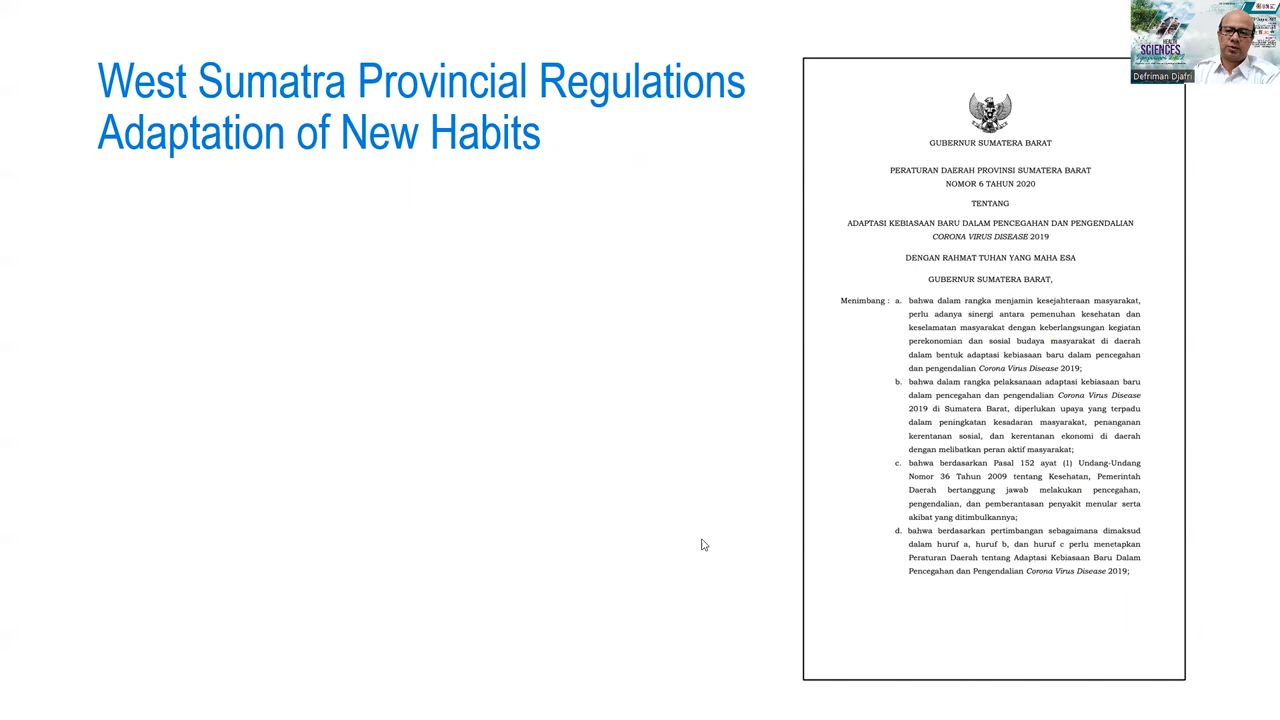 West Sumatra Provincial Regulations
Adaptation of New Habits
HEALTH
SCIENCES
Defriman Djafri
GUBERNUR SUMATERA BARAT
PERATURAN DAERAH PROVINSI SUMATERA BARAT
NOMOR 6 TAHUN 2020
TENTANG
ADAPTASI KEBIASAAN BARU DALAM PENCEGAHAN DAN PENGENDALIAN
CORONA VIRUS DISEASE 2019
DENGAN RAHMAT TUHAN YANG MAHA ESA
GUBERNUR SUMATERA BARAT,
Menimbang : a. bahwa dalam rangka menjamin kesejahteraan masyarakat,
perlu adanya sinergi antara pemenuhan kesehatan dan
keselamatan masyarakat dengan keberlangsungan kegiatan
perekonomian dan sosial budaya masyarakat di daerah
dalam bentuk adaptasi kebiasaan baru dalam pencegahan
dan pengendalian Corona Virus Disease 2019;
b. bahwa dalam rangka pelaksanaan adaptasi kebiasaan baru
dalam pencegahan dan pengendalian Corona Virus Disease
2019 di Sumatera Barat, diperlukan upaya yang terpadu
dalam peningkatan kesadaran masyarakat, penanganan
kerentanan sosial, dan kerentanan ekonomi di daerah
dengan melibatkan peran aktif masyarakat;
c. bahwa berdasarkan Pasal 152 ayat (1) Undang-Undang
Nomor 36 Tahun 2009 tentang Kesehatan, Pemerintah
Daerah bertanggung jawab melakukan pencegahan,
pengendalian, dan pemberantasan penyakit menular serta
akibat yang ditimbulkannya;
d. bahwa berdasarkan pertimbangan sebagaimana dimaksud
dalam huruf a, huruf b, dan huruf c perlu menetapkan
Peraturan Daerah tentang Adaptasi Kebiasaan Baru Dalam
Pencegahan dan Pengendalian Corona Virus Disease 2019;